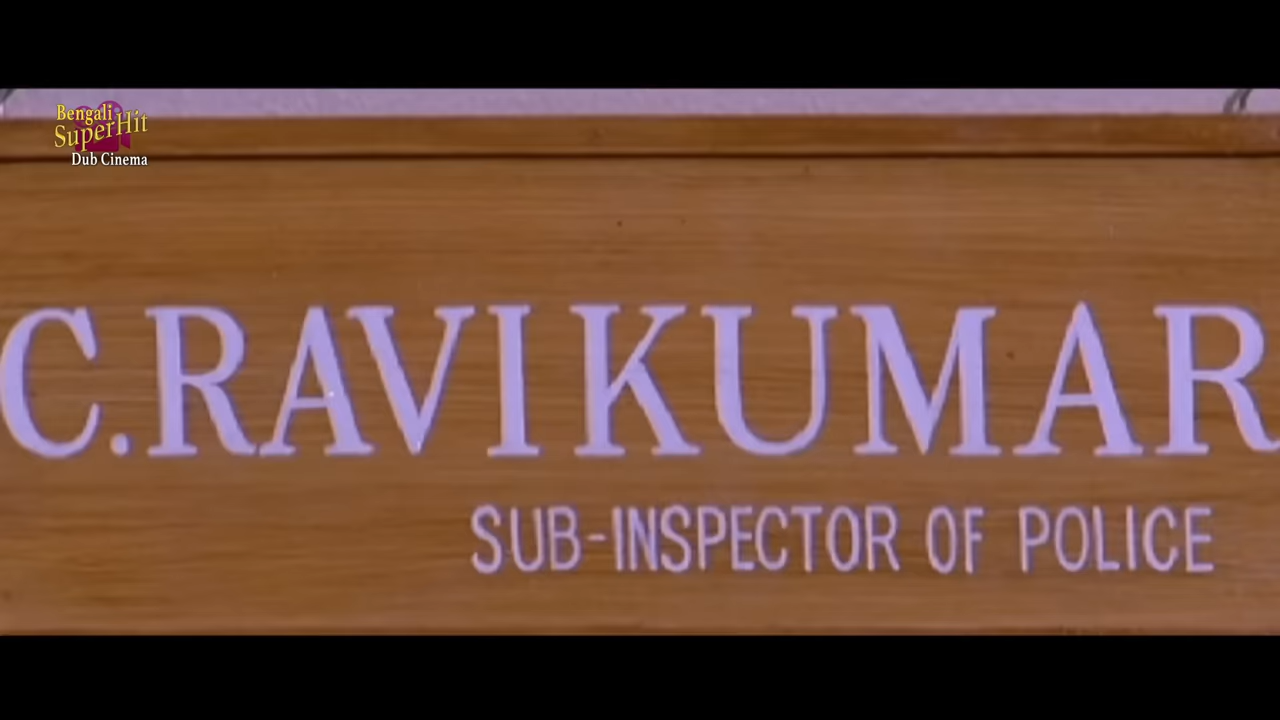 Bengali
SuperHit
Dub Cinema
C.RAVIKUMAR
SUB-INSPECTOR OF POLICE